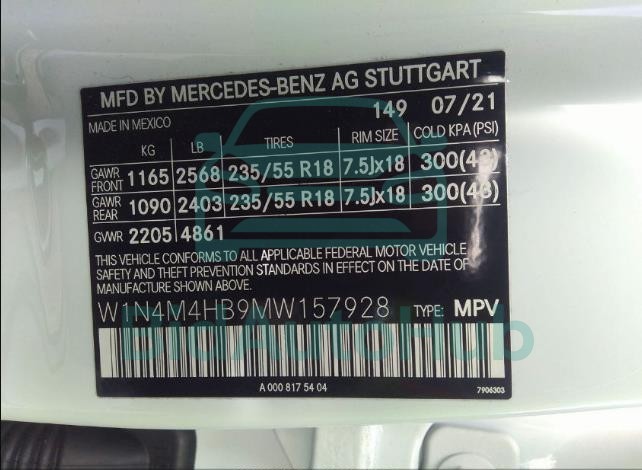 MFD BY MERCEDES-BENZ AG STUTTGART
149 07/21
MADE IN MEXICO
KG LB TIRES RIM SIZE COLD KPA(PSI)
GAWR FRONT 1165 2568 235/55 R18 7.5Jx18 300(43)
GAWR REAR 1090 2403 235/55 R18 7.5Jx18 300(43)
GVWR 2205 4861
THIS VEHICLE CONFORMS TO ALL APPLICABLE FEDERAL MOTOR VEHICLE
SAFETY AND THEFT PREVENTION STANDARDS IN EFFECT ON THE DATE OF
MANUFACTURE SHOWN ABOVE.
W1N4M4HB9MW157928 TYPE: MPV
BidAutoHub
A 000 817 54 04
7906303